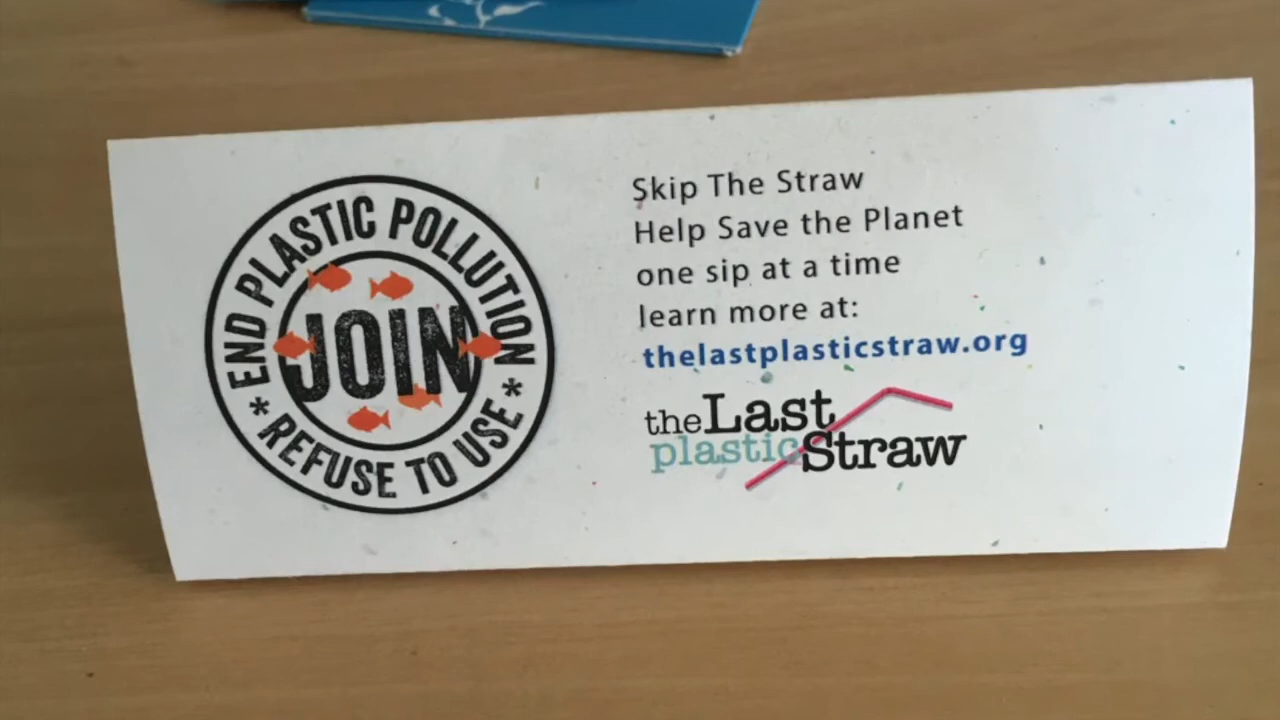 END PLASTIC POLLUTION
JOIN
* REFUSE TO USE *
Skip The Straw
Help Save the Planet
one sip at a time
learn more at:
thelastplasticstraw.org
the Last
plastic Straw